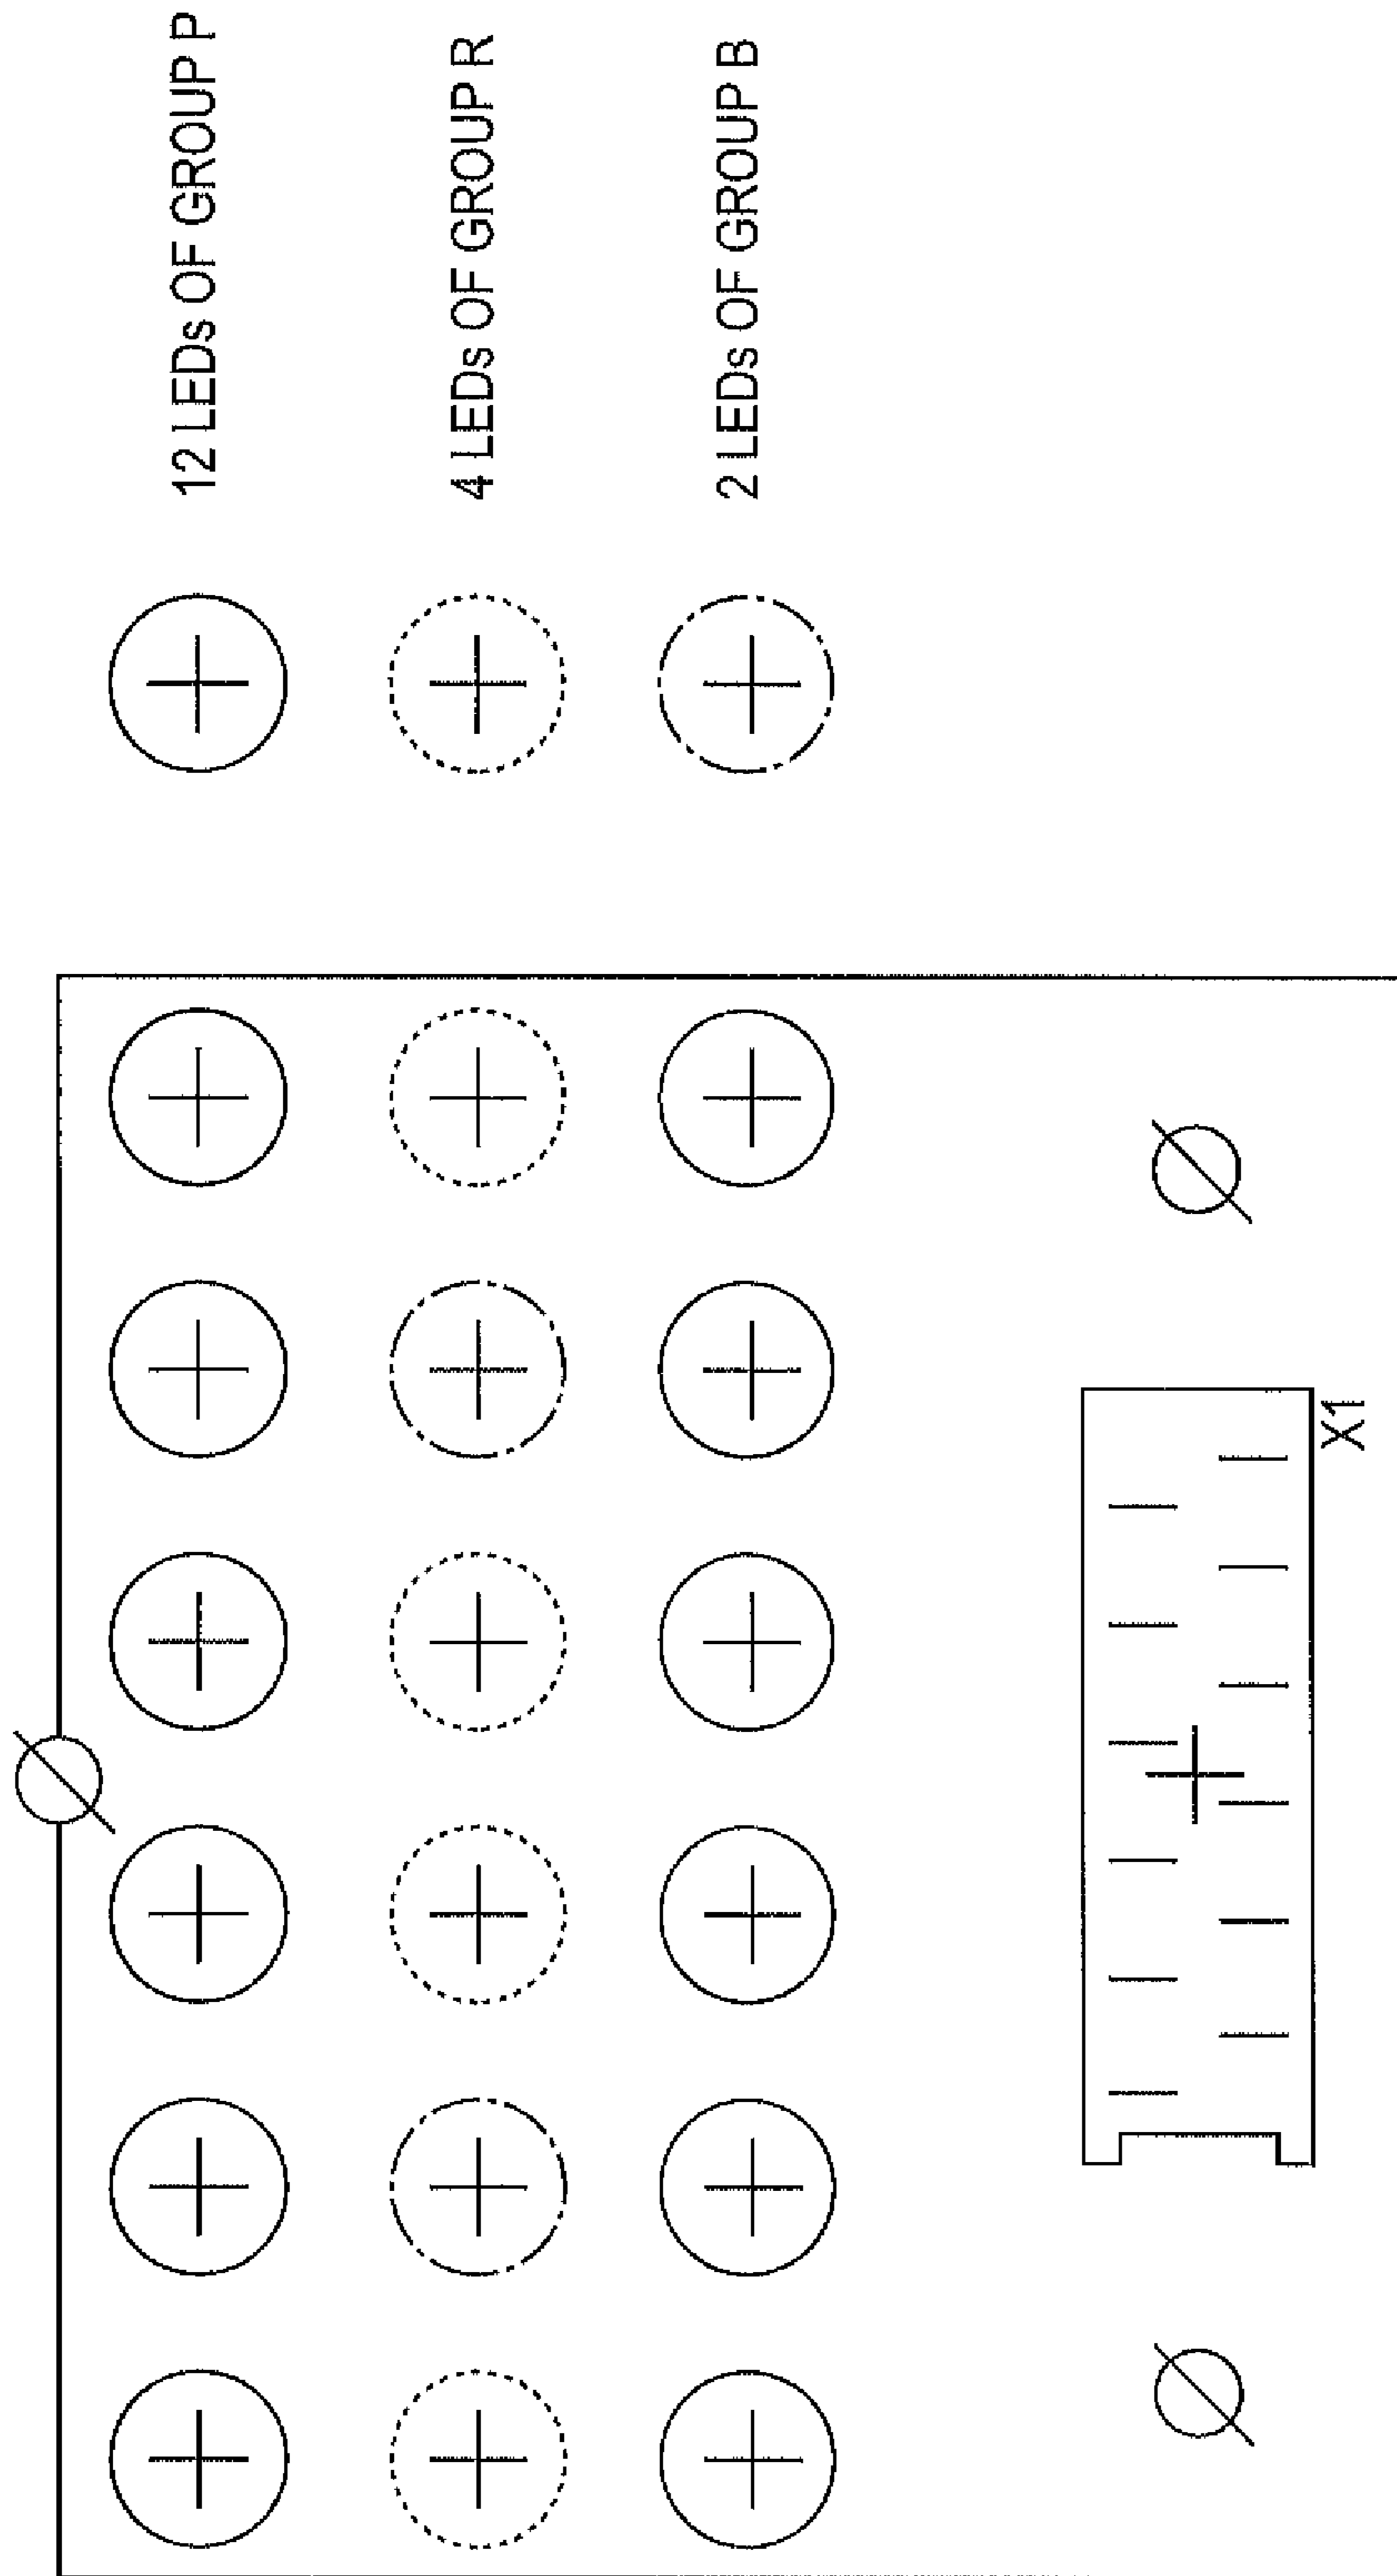 12 LEDs OF GROUP P
4 LEDs OF GROUP R
2 LEDs OF GROUP B
X1